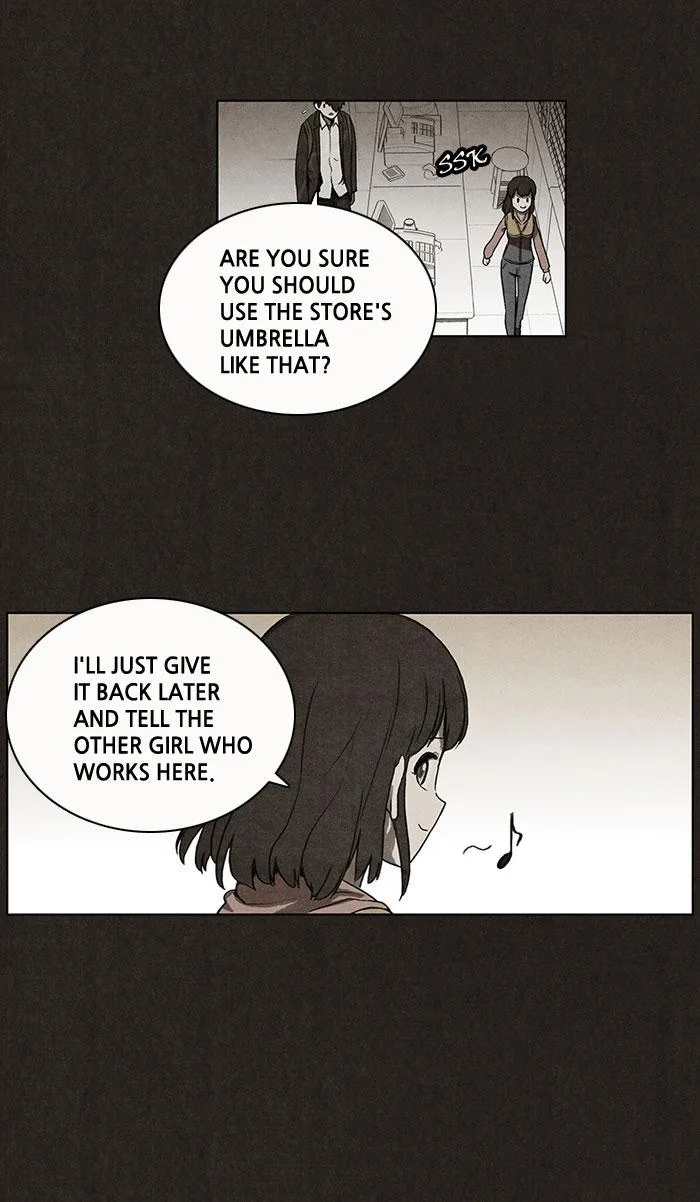 SSK
ARE YOU SURE
YOU SHOULD
USE THE STORE'S
UMBRELLA
LIKE THAT?
I'LL JUST GIVE
IT BACK LATER
AND TELL THE
OTHER GIRL WHO
WORKS HERE.